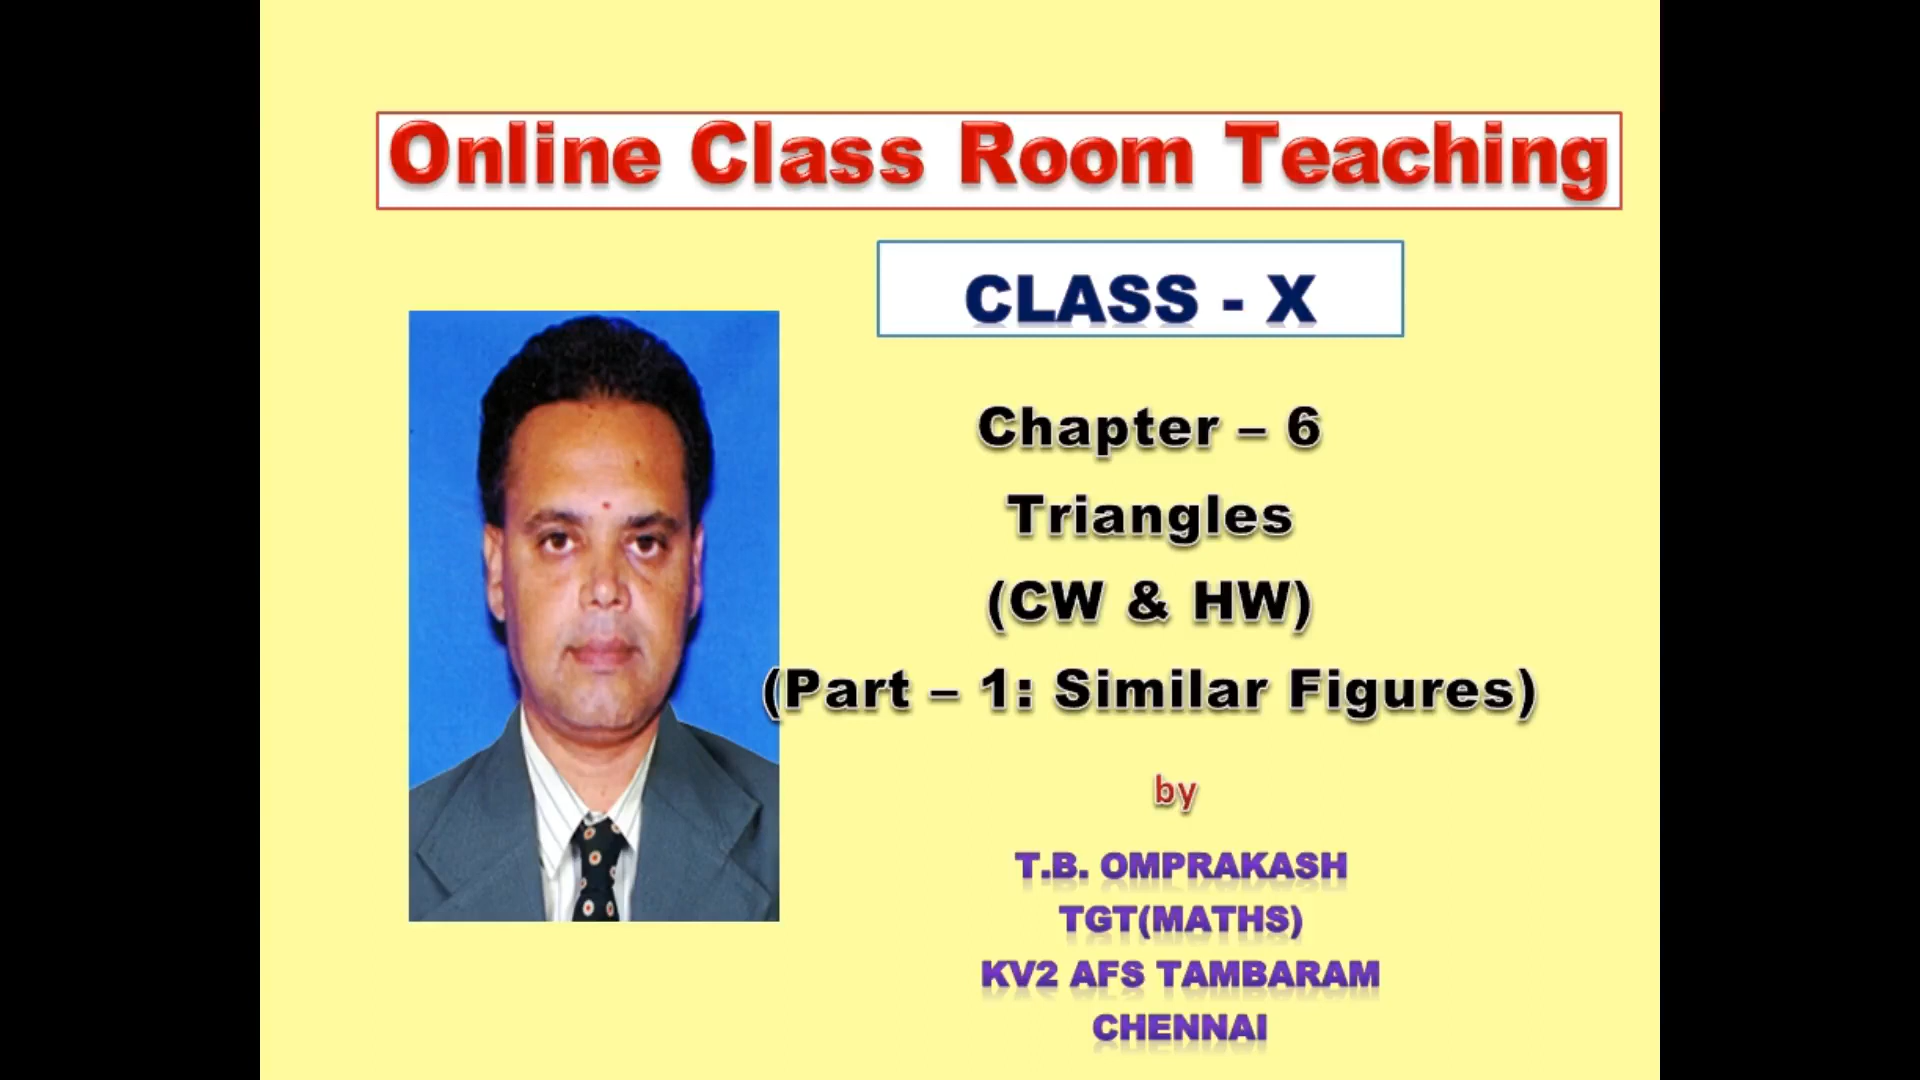 Online Class Room Teaching
CLASS - X
Chapter – 6
Triangles
(CW & HW)
(Part – 1: Similar Figures)
by
T.B. OMPRAKASH
TGT(MATHS)
KV2 AFS TAMBARAM
CHENNAI